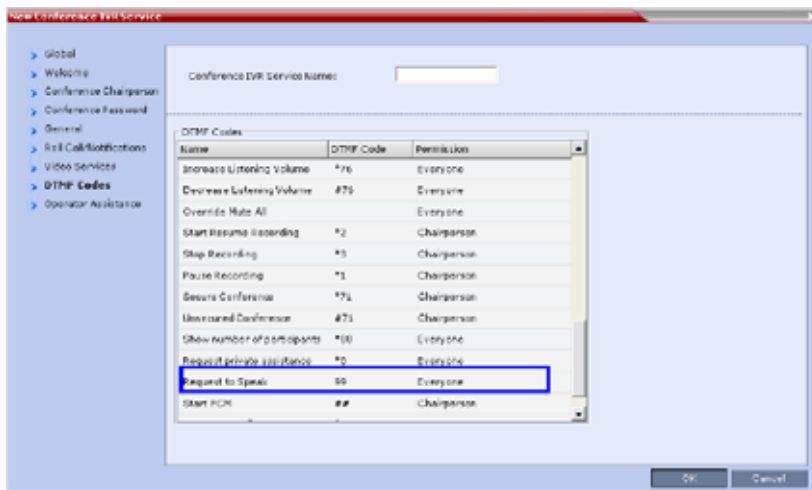 New Conference IVR Service
Global
Welcome
Conference Chairperson
Conference Password
General
Roll Call/Notifications
Video Services
DTMF Codes
Operator Assistance
Conference IVR Service Name:
DTMF Codes
Name DTMF Code Permission
Increase Listening Volume *76 Everyone
Decrease Listening Volume #76 Everyone
Override Mute All Everyone
Start Resume Recording *2 Chairperson
Stop Recording *3 Chairperson
Pause Recording *1 Chairperson
Secure Conference *71 Chairperson
Unsecured Conference #71 Chairperson
Show number of participants *88 Everyone
Request private assistance *0 Everyone
Request to Speak 99 Everyone
Start PCM ## Chairperson
OK Cancel